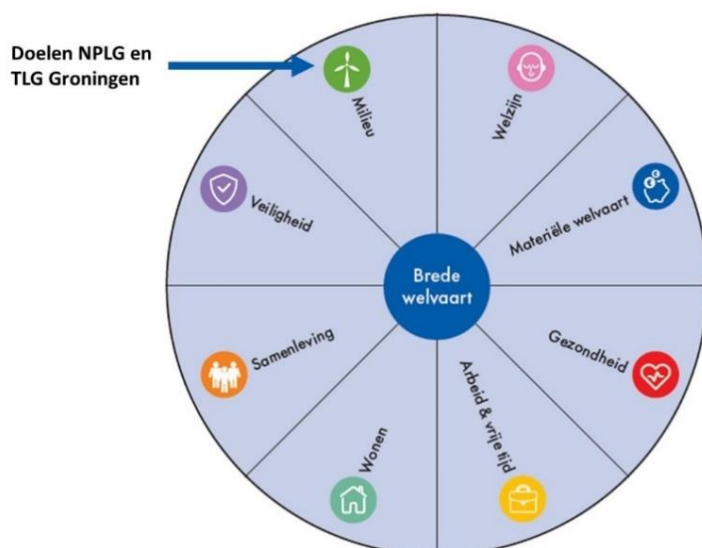 Doelen NPLG en
TLG Groningen
Milieu
Welzijn
Veiligheid
Materiële welvaart
Brede
welvaart
Samenleving
Gezondheid
Wonen
Arbeid & vrije tijd